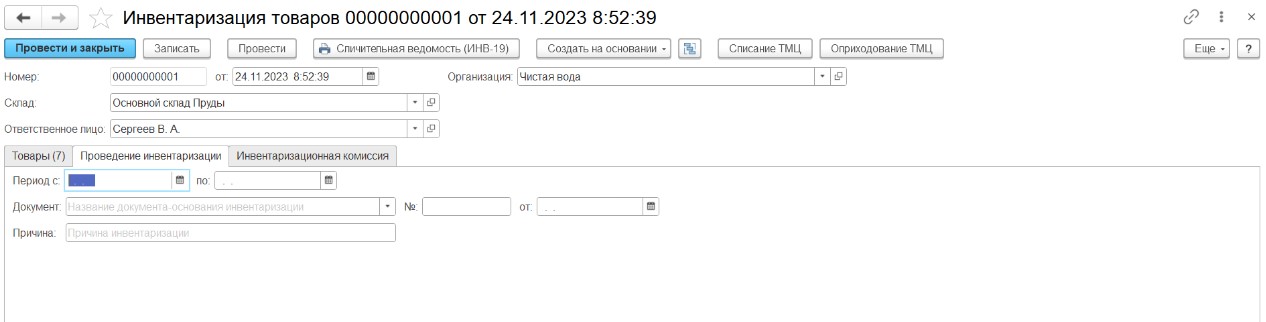 Инвентаризация товаров 00000000001 от 24.11.2023 8:52:39
Провести и закрыть Записать Провести Сличительная ведомость (ИНВ-19) Создать на основании Списание ТМЦ Оприходование ТМЦ Еще ?
Номер: 00000000001 от: 24.11.2023 8:52:39 Организация: Чистая вода
Склад: Основной склад Пруды
Ответственное лицо: Сергеев В. А.
Товары (7) Проведение инвентаризации Инвентаризационная комиссия
Период с: по: . .
Документ: Название документа-основания инвентаризации №: от: . .
Причина: Причина инвентаризации